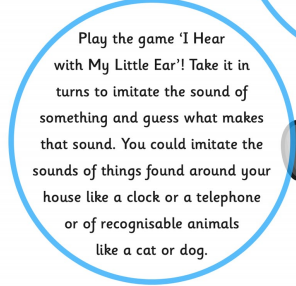 Play the game ‘I Hear
with My Little Ear’! Take it in
turns to imitate the sound of
something and guess what makes
that sound. You could imitate the
sounds of things found around your
house like a clock or a telephone
or of recognisable animals
like a cat or dog.